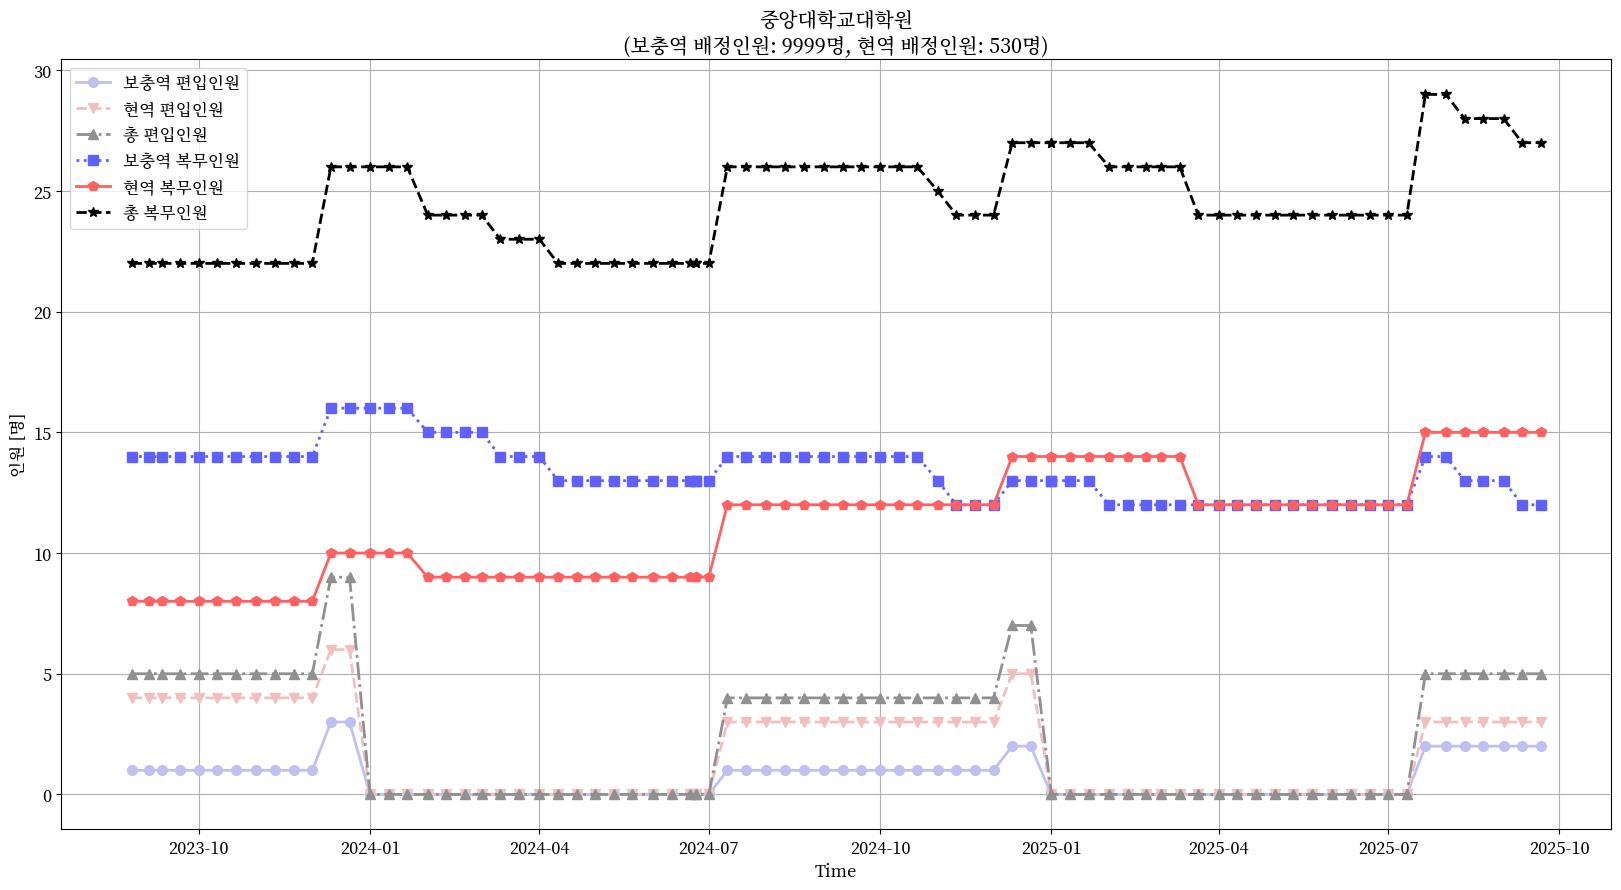 중앙대학교대학원
(보충역 배정인원: 9999명, 현역 배정인원: 530명)
보충역 편입인원
현역 편입인원
총 편입인원
보충역 복무인원
현역 복무인원
총 복무인원
30
25
20
15
10
5
0
인원 [명]
2023-10
2024-01
2024-04
2024-07
2024-10
2025-01
2025-04
2025-07
2025-10
Time